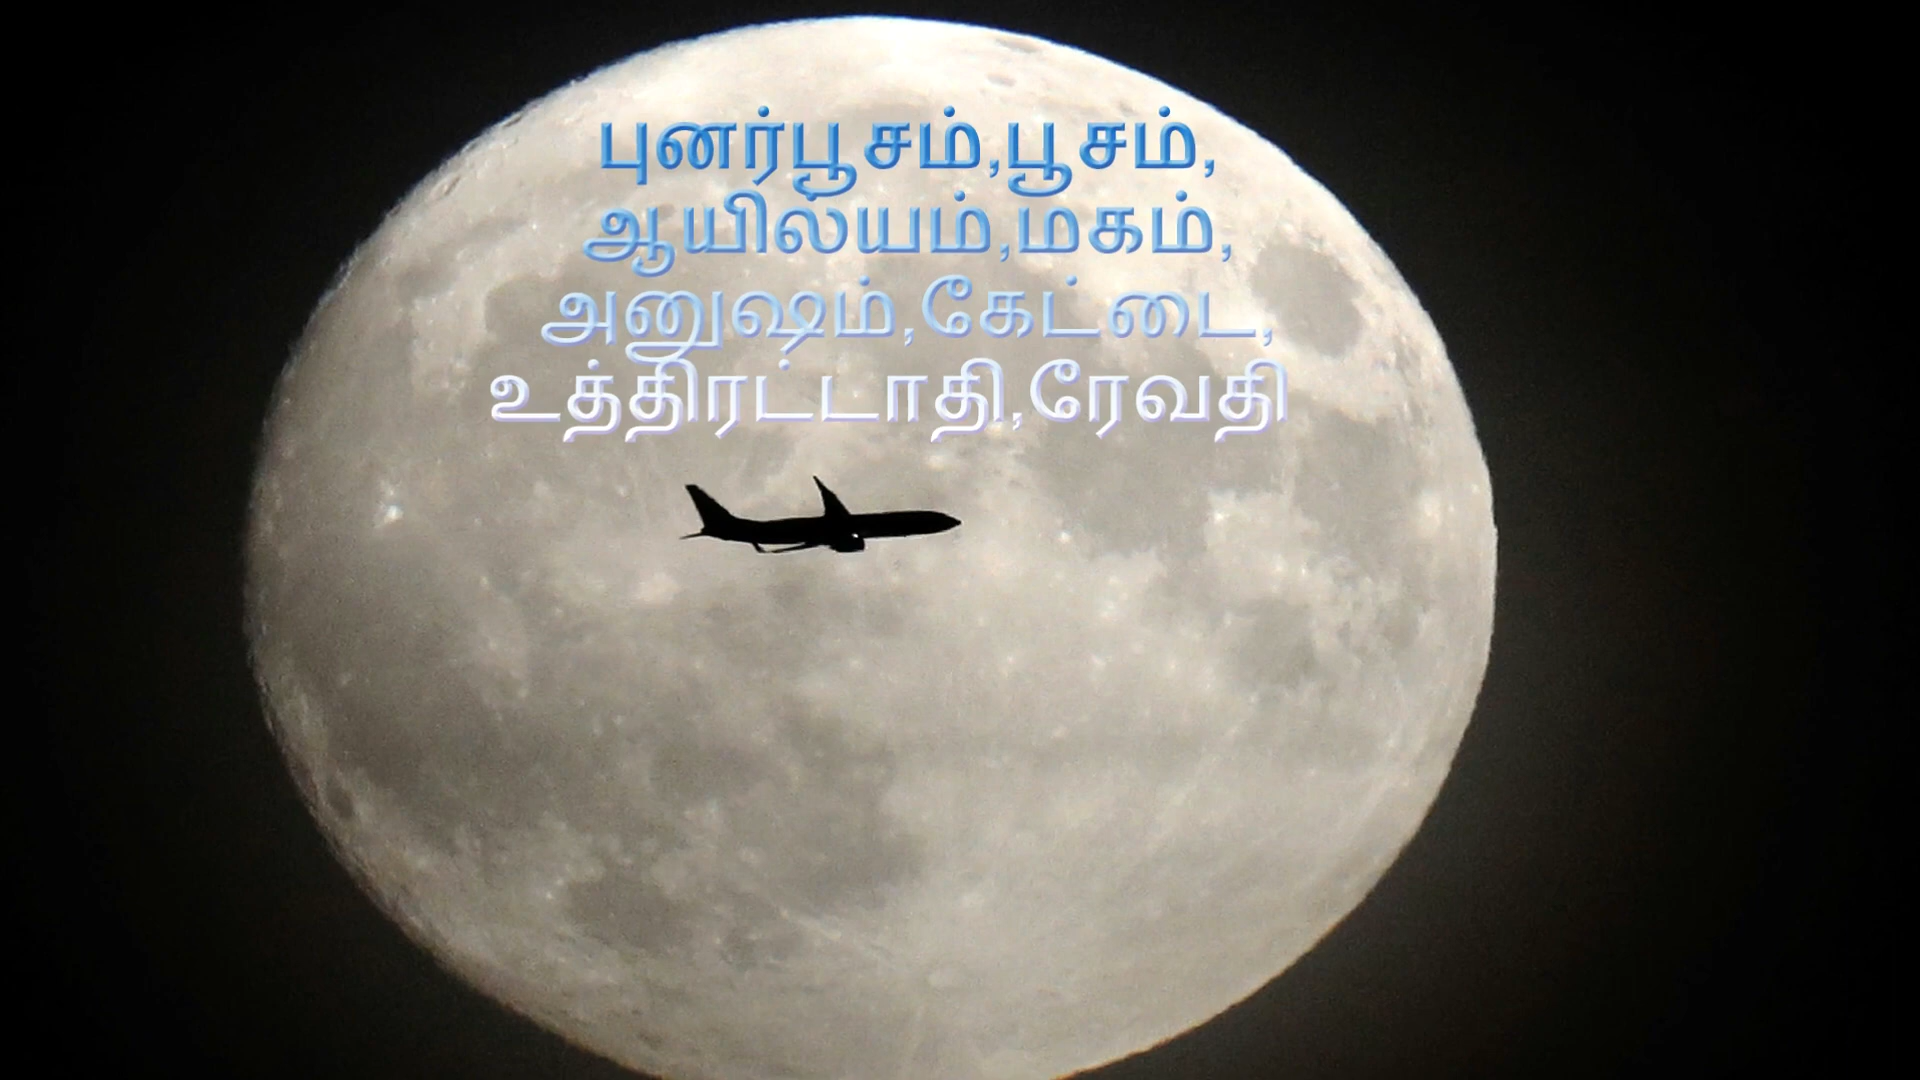 புனர்பூசம்,பூசம்,
ஆயில்யம்,மகம்,
அனுஷம்,கேட்டை,
உத்திரட்டாதி,ரேவதி